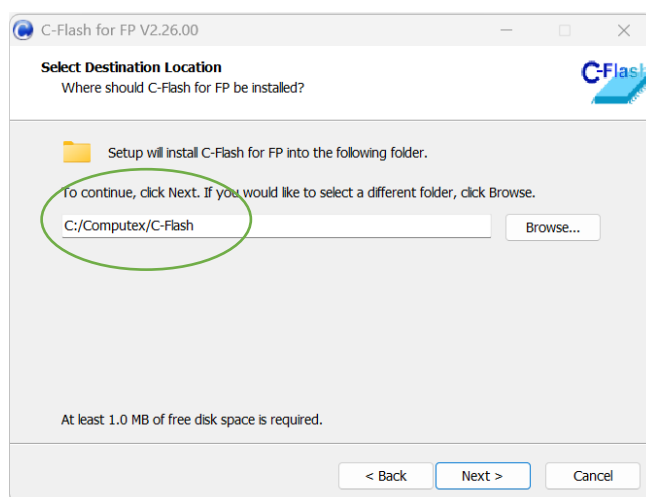 C-Flash for FP V2.26.00
Select Destination Location
Where should C-Flash for FP be installed?
C-Flash
Setup will install C-Flash for FP into the following folder.
To continue, click Next. If you would like to select a different folder, click Browse.
C:/Computex/C-Flash
Browse...
At least 1.0 MB of free disk space is required.
< Back
Next >
Cancel